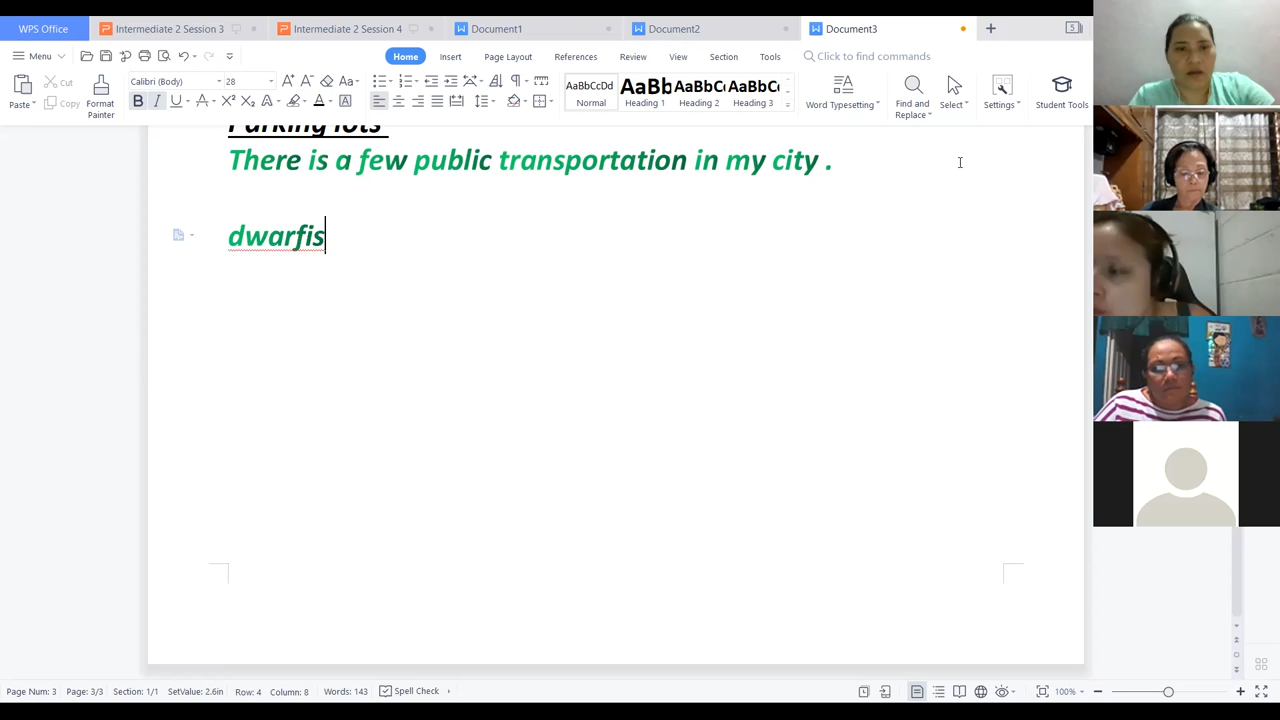 WPS Office
Intermediate 2 Session 3
Intermediate 2 Session 4
Document1
Document2
Document3
Menu
Home
Insert
Page Layout
References
Review
View
Section
Tools
Click to find commands
Paste
Cut
Copy
Format Painter
Calibri (Body)
28
AaBbCcDd
Normal
AaBb
Heading 1
AaBbC
Heading 2
AaBbC
Heading 3
Word Typesetting
Find and Replace
Select
Settings
Student Tools
Parking lots
There is a few public transportation in my city .
dwarfis
Page Num: 3
Page: 3/3
Section: 1/1
SetValue: 2.6in
Row: 4
Column: 8
Words: 143
Spell Check
100%